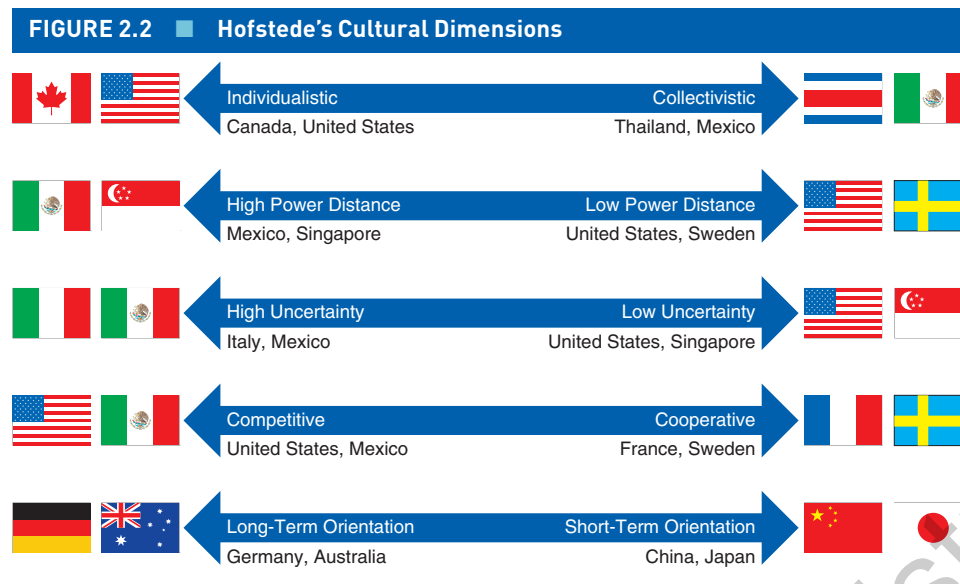 FIGURE 2.2 Hofstede's Cultural Dimensions
Individualistic Collectivistic
Canada, United States Thailand, Mexico
High Power Distance Low Power Distance
Mexico, Singapore United States, Sweden
High Uncertainty Low Uncertainty
Italy, Mexico United States, Singapore
Competitive Cooperative
United States, Mexico France, Sweden
Long-Term Orientation Short-Term Orientation
Germany, Australia China, Japan